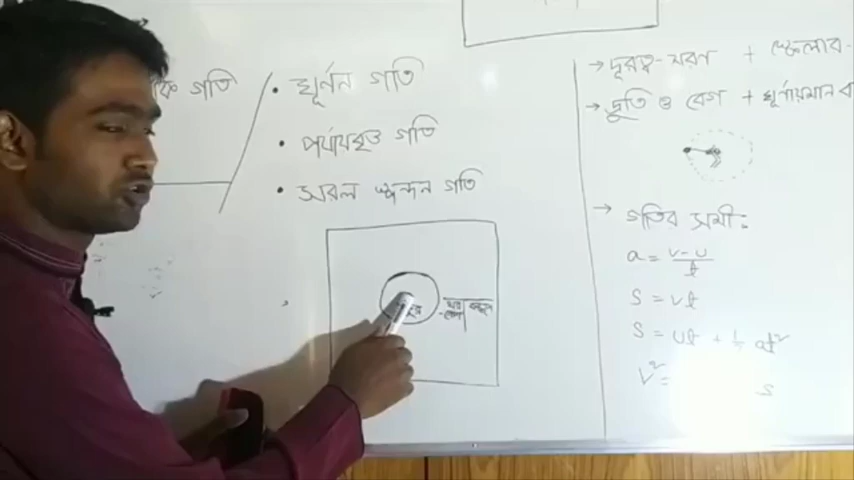 গতি
• ঘূর্ণন গতি
• পর্যাবৃত্ত গতি
• সরল স্পন্দন গতি
→ দূরত্ব-সরণ + স্কেলার-
→ দ্রুতি ও বেগ + ঘূর্ণায়মান
→ গতির সমী:
a = v-u/t
s = vt
s = ut + 1/2 at²
v² =
s